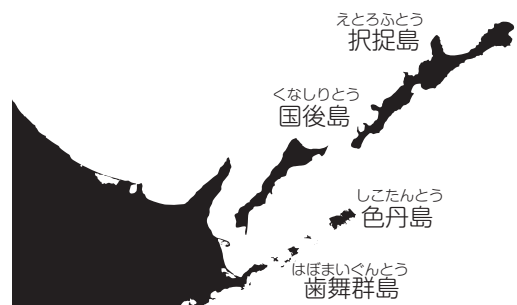 えとろふとう
択捉島
くなしりとう
国後島
しこたんとう
色丹島
はぼまいぐんとう
歯舞群島